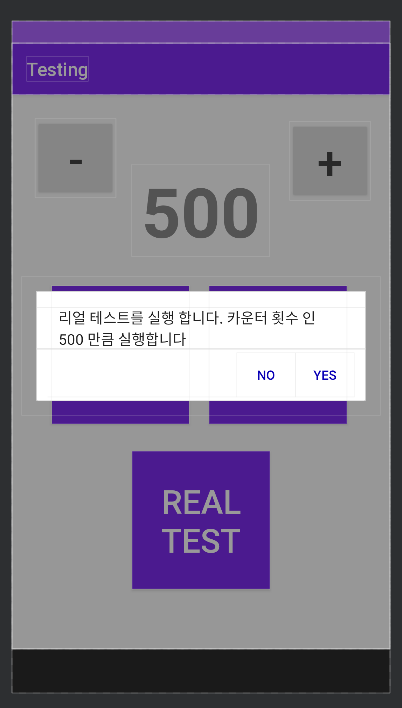 Testing
-
+
500
리얼 테스트를 실행 합니다. 카운터 횟수 인
500 만큼 실행합니다
NO
YES
REAL
TEST